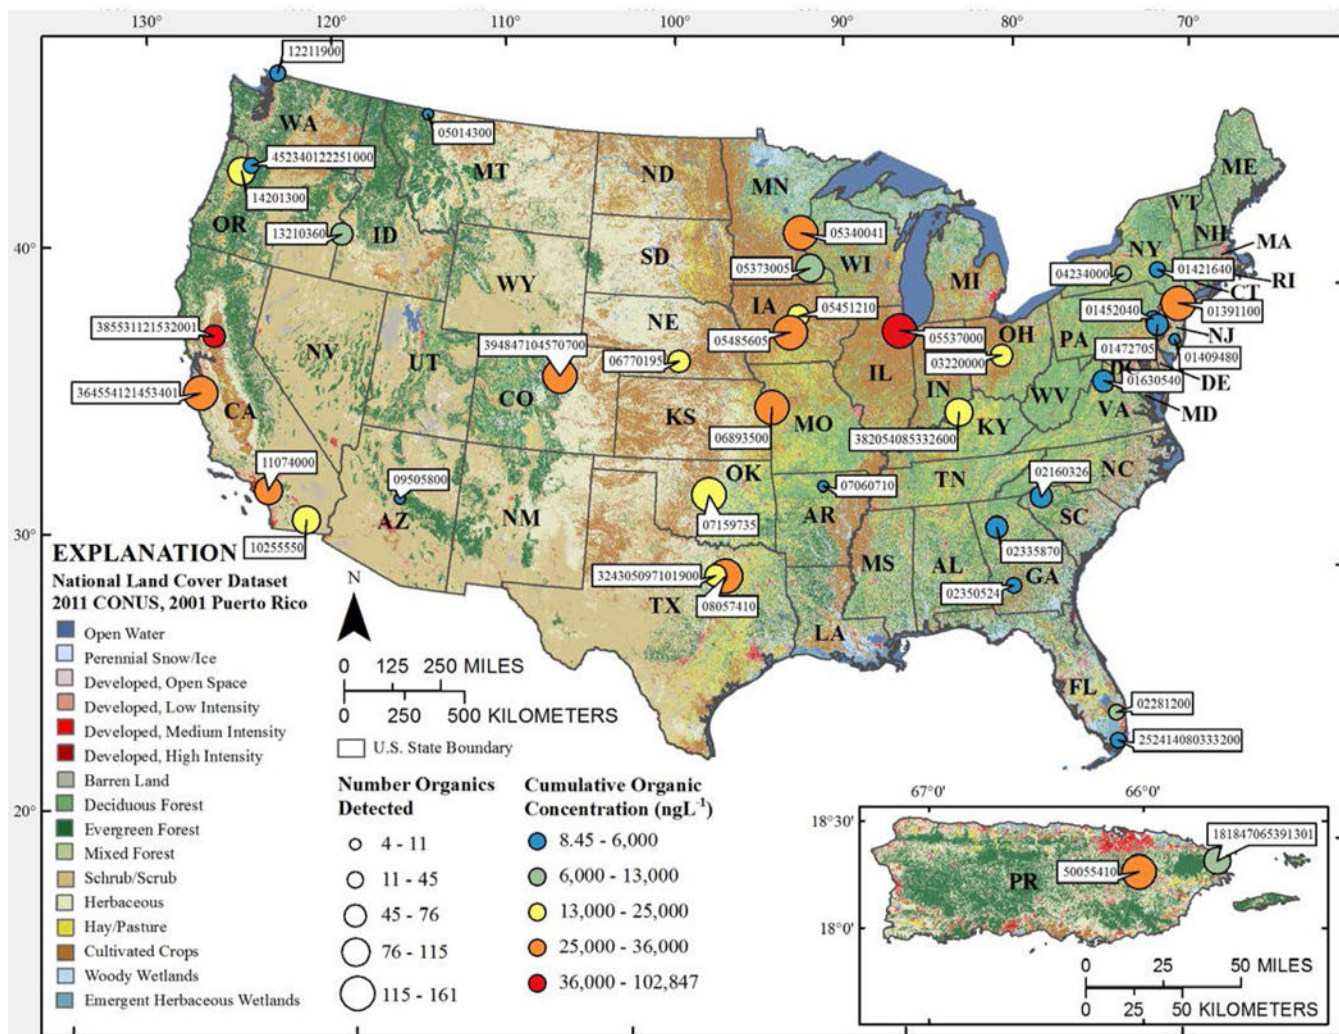 130°
120°
110°
100°
90°
80°
70°
12211900
WA
05014300
ME
452340122251000
MT
ND
MN
14201300
VT
NH
OR
13210360
ID
05340041
NY
MA
40°
SD
05373005
WI
MI
04234000
01421640
RI
WY
CT
IA
05451210
01452040
01391100
385531121532001
NE
OH
394847104570700
06770195
05485605
05537000
PA
NJ
NV
UT
03220000
01472705
01409480
IL
IN
DC
DE
364554121453401
CO
WV
01630540
CA
KS
VA
MD
06893500
MO
382054085332600
KY
11074000
09505800
OK
07060710
TN
02160326
NC
AZ
NM
07159735
AR
SC
30°
10255550
MS
AL
02335870
324305097101900
GA
02350524
TX
08057410
LA
FL
02281200
252414080333200
20°
EXPLANATION
National Land Cover Dataset
2011 CONUS, 2001 Puerto Rico
Open Water
Perennial Snow/Ice
Developed, Open Space
Developed, Low Intensity
Developed, Medium Intensity
Developed, High Intensity
Barren Land
Deciduous Forest
Evergreen Forest
Mixed Forest
Schrub/Scrub
Herbaceous
Hay/Pasture
Cultivated Crops
Woody Wetlands
Emergent Herbaceous Wetlands
N
0 125 250 MILES
0 250 500 KILOMETERS
U.S. State Boundary
Number Organics
Detected
4 - 11
11 - 45
45 - 76
76 - 115
115 - 161
Cumulative Organic
Concentration (ngL-1)
8.45 - 6,000
6,000 - 13,000
13,000 - 25,000
25,000 - 36,000
36,000 - 102,847
67°
66°
18°30'
181847065391301
50055410
PR
18°0'
0 25 50 MILES
0 25 50 KILOMETERS